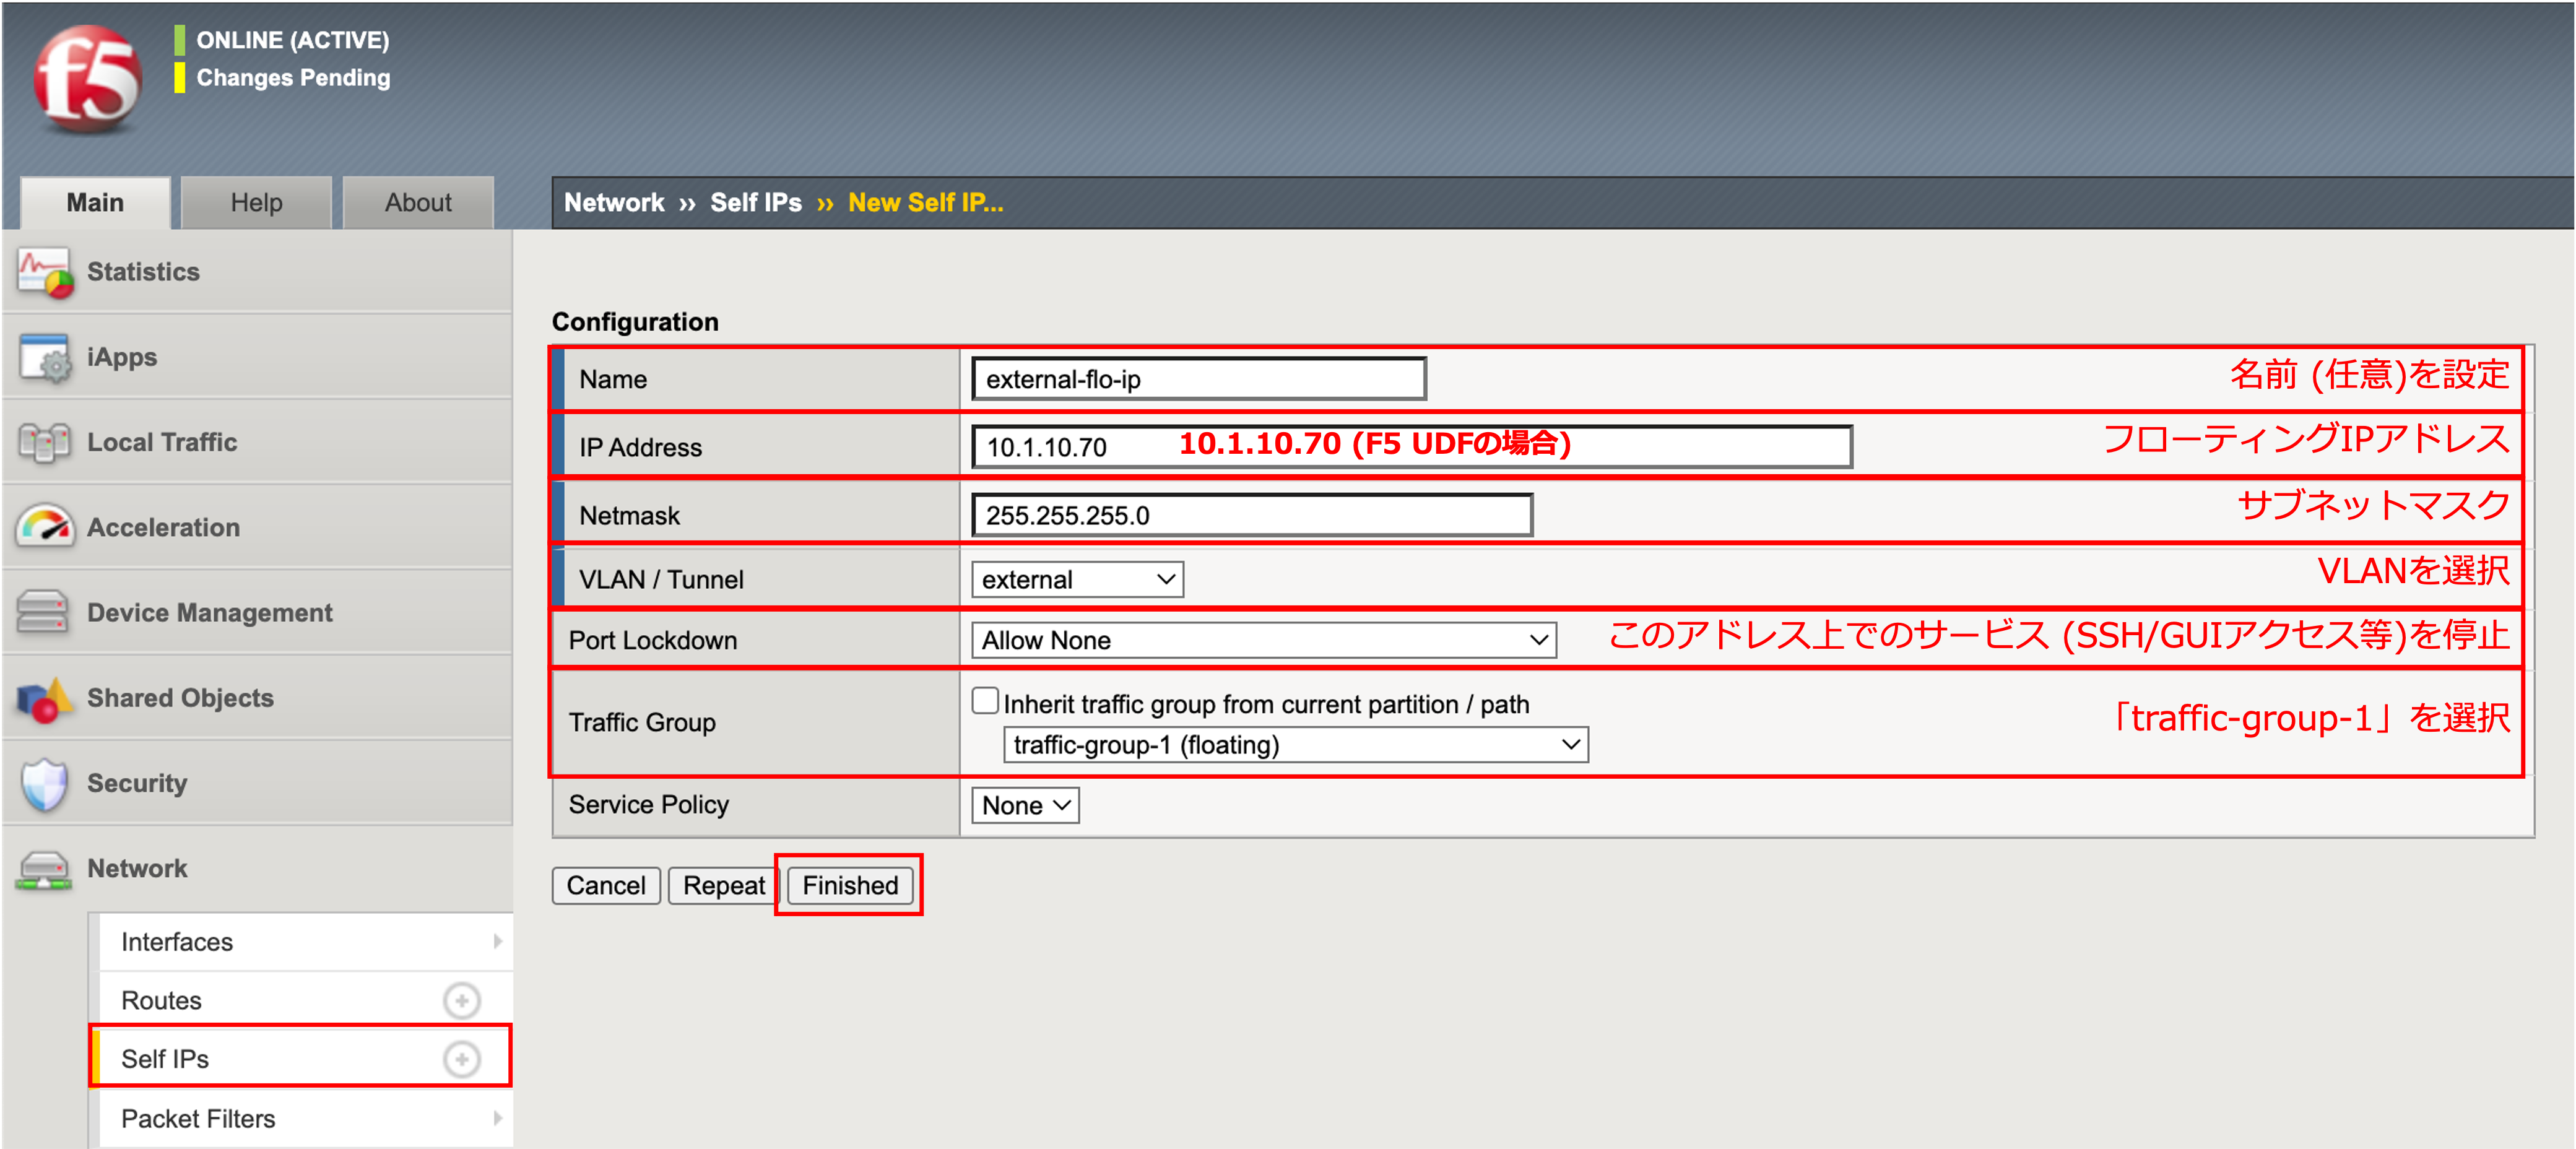 f5
ONLINE (ACTIVE)
Changes Pending
Main
Help
About
Network ›› Self IPs ›› New Self IP...
Statistics
iApps
Local Traffic
Acceleration
Device Management
Shared Objects
Security
Network
Interfaces
Routes
Self IPs
Packet Filters
Configuration
Name external-flo-ip 名前 (任意)を設定
IP Address 10.1.10.70 10.1.10.70 (F5 UDFの場合) フローティングIPアドレス
Netmask 255.255.255.0 サブネットマスク
VLAN / Tunnel external VLANを選択
Port Lockdown Allow None このアドレス上でのサービス (SSH/GUIアクセス等)を停止
Traffic Group Inherit traffic group from current partition / path
traffic-group-1 (floating) 「traffic-group-1」を選択
Service Policy None
Cancel Repeat Finished